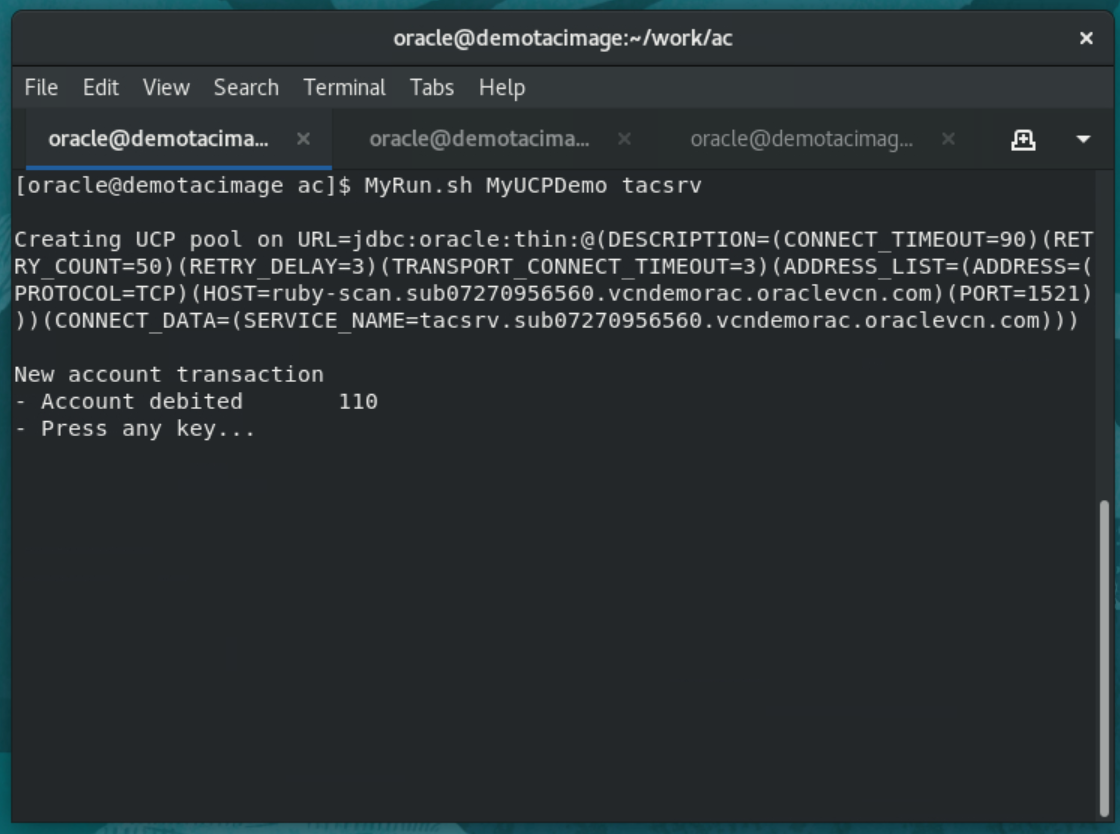 oracle@demotacimage:~/work/ac
File Edit View Search Terminal Tabs Help
oracle@demotacima... oracle@demotacima... oracle@demotacimag...
[oracle@demotacimage ac]$ MyRun.sh MyUCPDemo tacsrv
Creating UCP pool on URL=jdbc:oracle:thin:@(DESCRIPTION=(CONNECT_TIMEOUT=90)(RET
RY_COUNT=50)(RETRY_DELAY=3)(TRANSPORT_CONNECT_TIMEOUT=3)(ADDRESS_LIST=(ADDRESS=(
PROTOCOL=TCP)(HOST=ruby-scan.sub07270956560.vcndemorac.oraclevcn.com)(PORT=1521)
))(CONNECT_DATA=(SERVICE_NAME=tacsrv.sub07270956560.vcndemorac.oraclevcn.com)))
New account transaction
- Account debited 110
- Press any key...